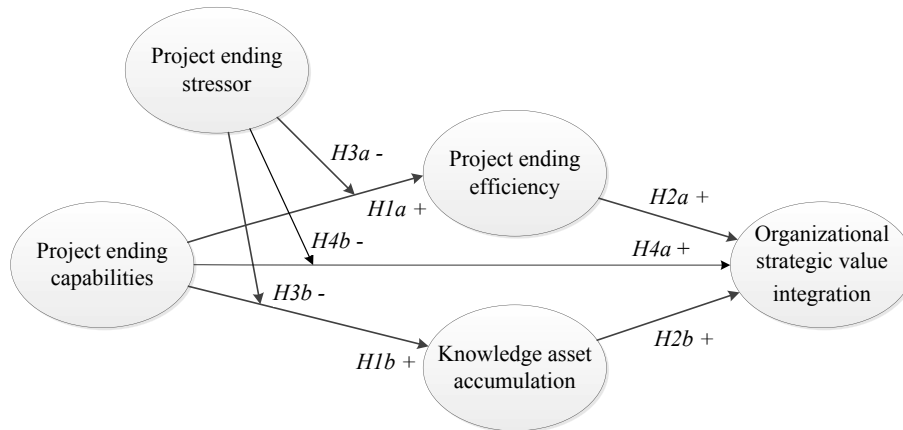 Project ending
stressor
H3a -
Project ending
efficiency
H1a +
H2a +
Project ending
capabilities
H4b -
H4a +
Organizational
strategic value
integration
H3b -
H1b +
Knowledge asset
accumulation
H2b +